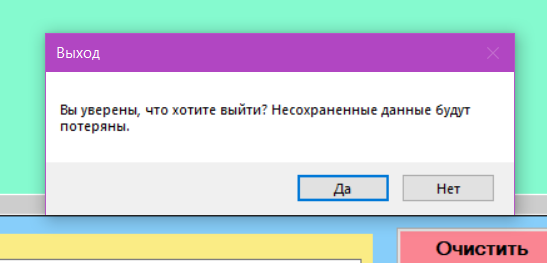 Выход
Вы уверены, что хотите выйти? Несохраненные данные будут
потеряны.
Да
Нет
Очистить